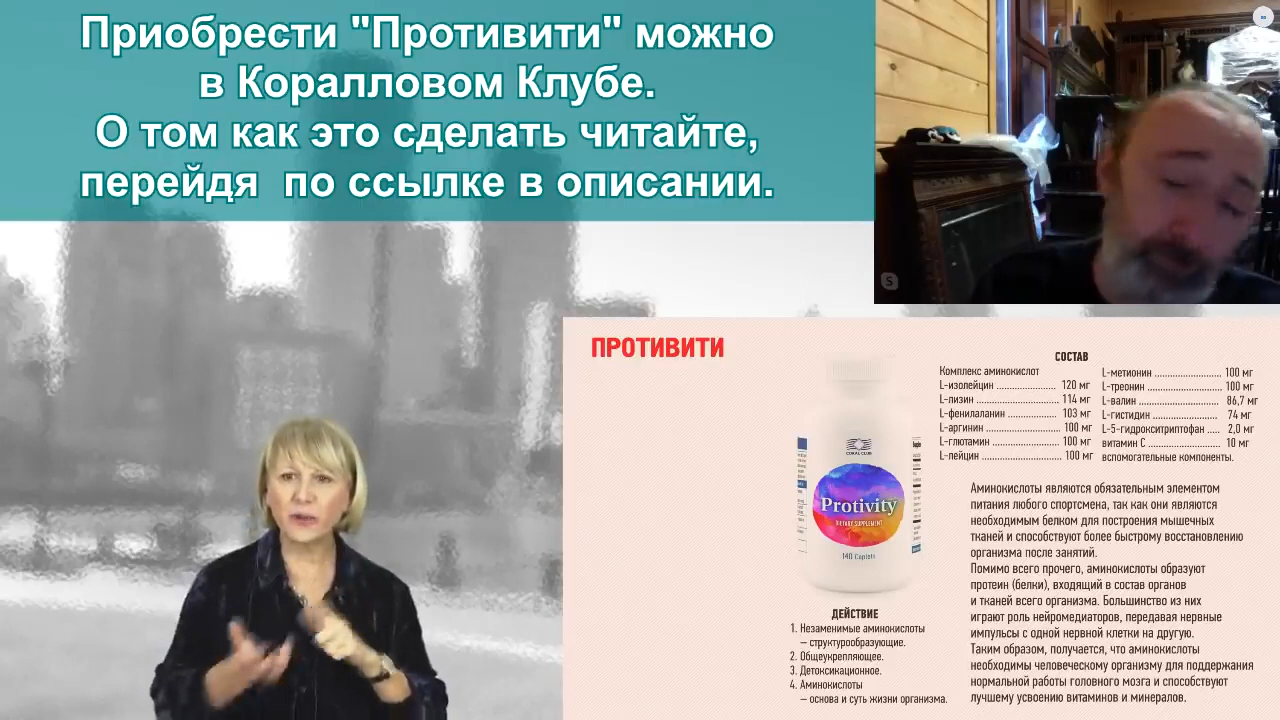 Приобрести "Противити" можно
в Коралловом Клубе.
О том как это сделать читайте,
перейдя по ссылке в описании.
ПРОТИВИТИ
CORAL CLUB
Protivity
DIETARY SUPPLEMENT
140 Caplets
ДЕЙСТВИЕ
1. Незаменимые аминокислоты
– структурообразующие.
2. Общеукрепляющее.
3. Детоксикационное.
4. Аминокислоты
– основа и суть жизни организма.
СОСТАВ
Комплекс аминокислот
L-изолейцин ..................... 120 мг
L-лизин ............................. 114 мг
L-фенилаланин ................ 103 мг
L-аргинин ......................... 100 мг
L-глютамин ...................... 100 мг
L-лейцин ........................... 100 мг
L-метионин ........................ 100 мг
L-треонин ........................... 100 мг
L-валин ............................. 86,7 мг
L-гистидин ........................ 74 мг
L-5-гидрокситриптофан ..... 2,0 мг
витамин С .......................... 10 мг
вспомогательные компоненты.
Аминокислоты являются обязательным элементом
питания любого спортсмена, так как они являются
необходимым белком для построения мышечных
тканей и способствуют более быстрому восстановлению
организма после занятий.
Помимо всего прочего, аминокислоты образуют
протеин (белки), входящий в состав органов
и тканей всего организма. Большинство из них
играют роль нейромедиаторов, передавая нервные
импульсы с одной нервной клетки на другую.
Таким образом, получается, что аминокислоты
необходимы человеческому организму для поддержания
нормальной работы головного мозга и способствуют
лучшему усвоению витаминов и минералов.